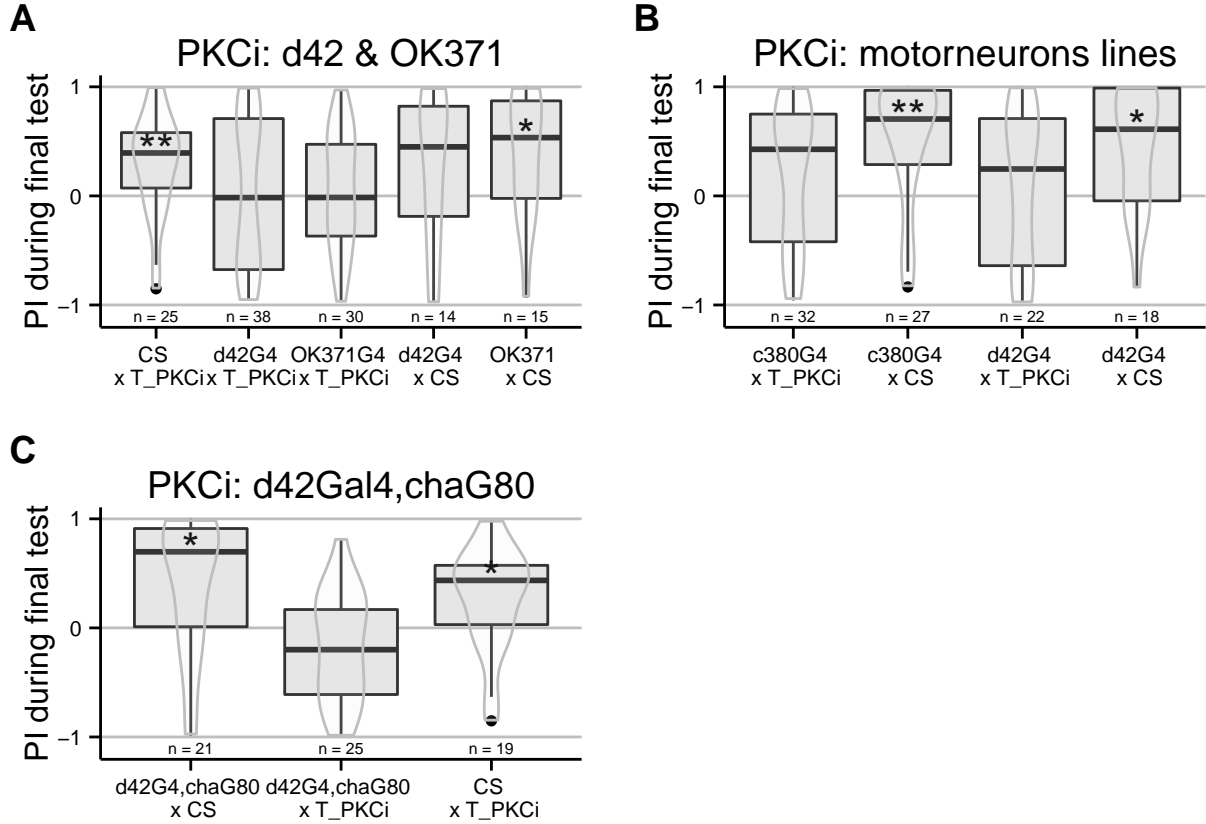 A
PKCi: d42 & OK371
PI during final test
1
0
−1
** *
n = 25 n = 38 n = 30 n = 14 n = 15
CS d42G4 OK371G4 d42G4 OK371
x T_PKCi x T_PKCi x T_PKCi x CS x CS
B
PKCi: motorneurons lines
PI during final test
1
0
−1
** *
n = 32 n = 27 n = 22 n = 18
c380G4 c380G4 d42G4 d42G4
x T_PKCi x CS x T_PKCi x CS
C
PKCi: d42Gal4,chaG80
PI during final test
1
0
−1
* *
n = 21 n = 25 n = 19
d42G4,chaG80 d42G4,chaG80 CS
x CS x T_PKCi x T_PKCi